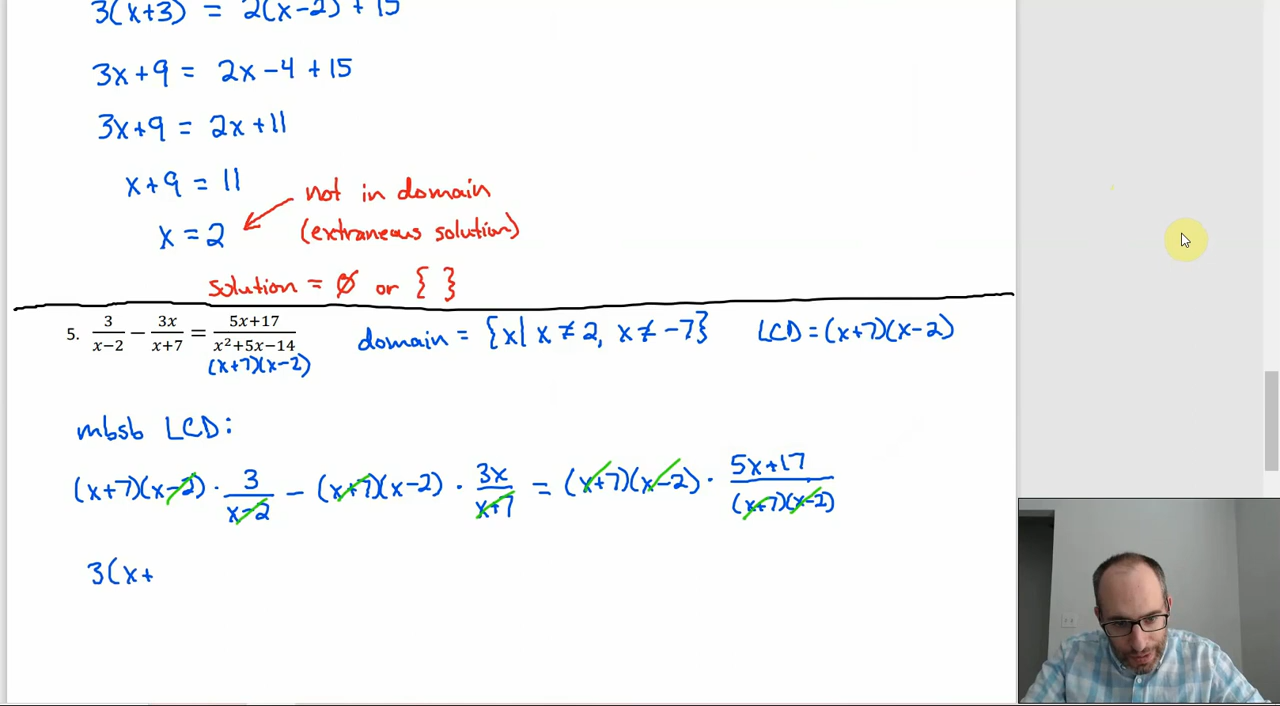 3(x+3) = 2(x-2) + 15
3x+9 = 2x-4+15
3x+9 = 2x+11
x+9 = 11
not in domain
x = 2
(extraneous solution)
solution = ∅ or { }
5. 3/(x−2) − 3x/(x+7) = (5x+17)/(x²+5x−14) domain = {x| x ≠ 2, x ≠ -7} LCD = (x+7)(x-2)
(x+7)(x-2)
mbsb LCD:
(x+7)(x-2) · 3/(x-2) - (x+7)(x-2) · 3x/(x+7) = (x+7)(x-2) · (5x+17)/((x+7)(x-2))
3(x+